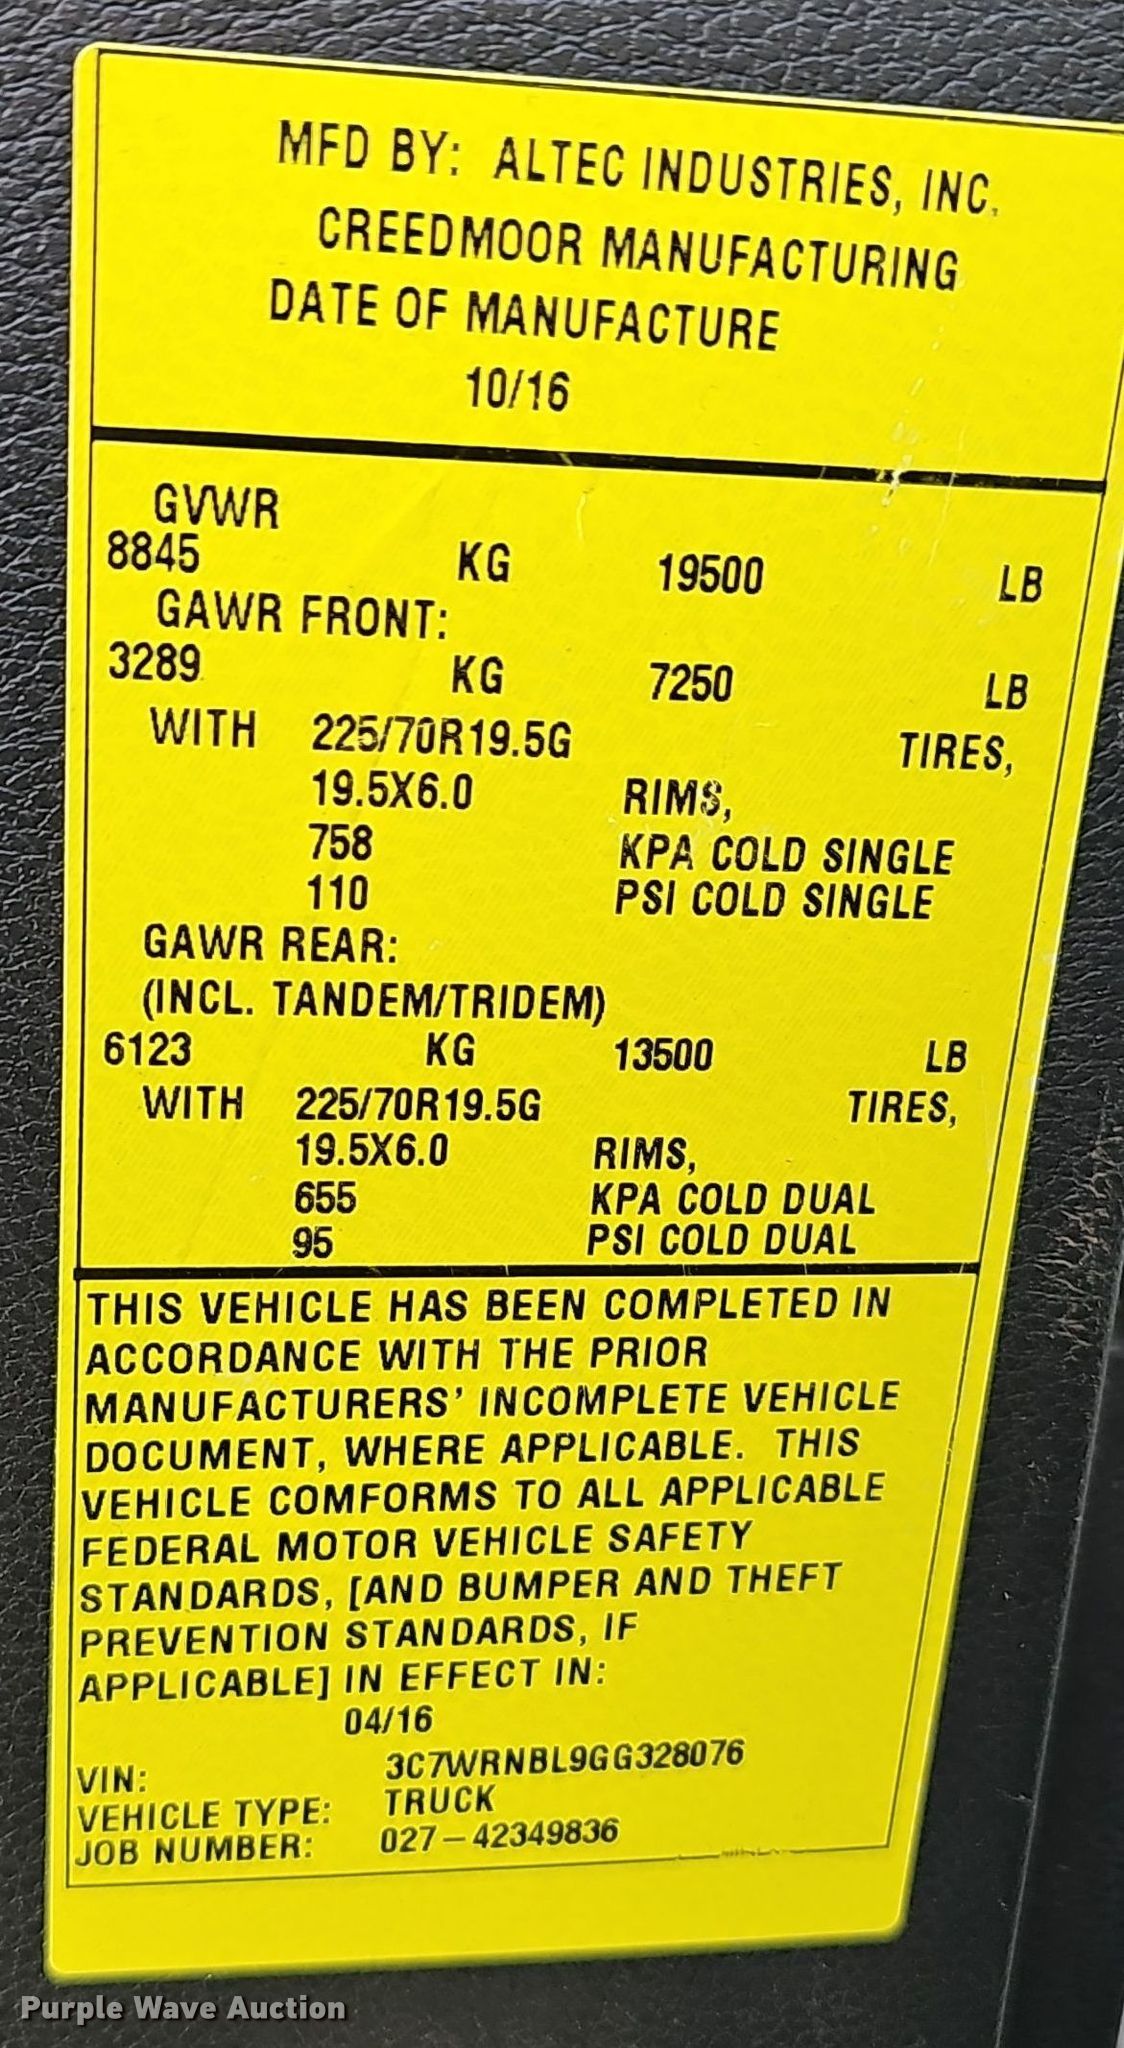 MFD BY: ALTEC INDUSTRIES, INC.
CREEDMOOR MANUFACTURING
DATE OF MANUFACTURE
10/16
GVWR
8845 KG 19500 LB
GAWR FRONT:
3289 KG 7250 LB
WITH 225/70R19.5G TIRES,
19.5X6.0 RIMS,
758 KPA COLD SINGLE
110 PSI COLD SINGLE
GAWR REAR:
(INCL. TANDEM/TRIDEM)
6123 KG 13500 LB
WITH 225/70R19.5G TIRES,
19.5X6.0 RIMS,
655 KPA COLD DUAL
95 PSI COLD DUAL
THIS VEHICLE HAS BEEN COMPLETED IN
ACCORDANCE WITH THE PRIOR
MANUFACTURERS' INCOMPLETE VEHICLE
DOCUMENT, WHERE APPLICABLE. THIS
VEHICLE COMFORMS TO ALL APPLICABLE
FEDERAL MOTOR VEHICLE SAFETY
STANDARDS, [AND BUMPER AND THEFT
PREVENTION STANDARDS, IF
APPLICABLE] IN EFFECT IN:
04/16
VIN: 3C7WRNBL9GG328076
VEHICLE TYPE: TRUCK
JOB NUMBER: 027-42349836
Purple Wave Auction